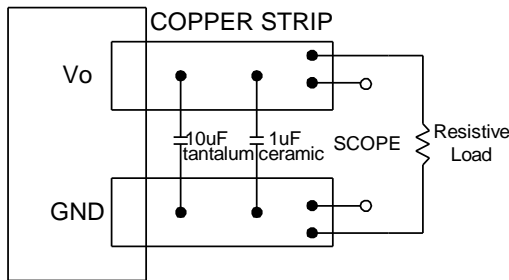 COPPER STRIP
Vo
10uF 1uF
tantalum ceramic
SCOPE
Resistive
Load
GND